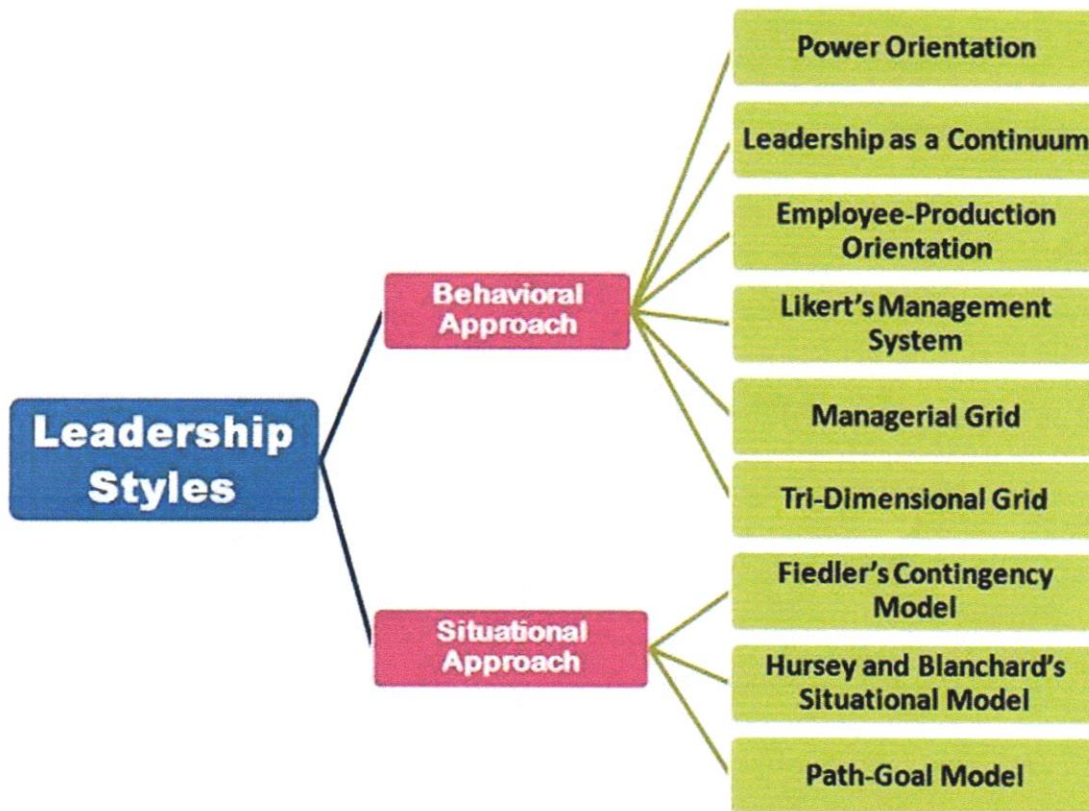 Power Orientation
Leadership as a Continuum
Employee-Production
Orientation
Behavioral
Approach
Likert's Management
System
Managerial Grid
Leadership
Styles
Tri-Dimensional Grid
Fiedler's Contingency
Model
Situational
Approach
Hursey and Blanchard's
Situational Model
Path-Goal Model